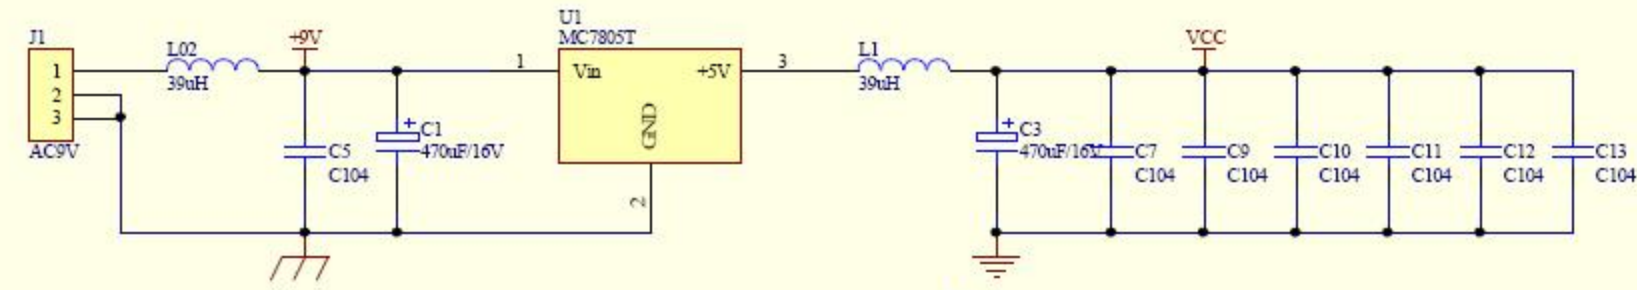 J1
1
2
3
AC9V
L02
39uH
+9V
C5
C104
+
C1
470uF/16V
1
U1
MC7805T
Vin
+5V
GND
2
3
L1
39uH
+
C3
470uF/16V
VCC
C7
C104
C9
C104
C10
C104
C11
C104
C12
C104
C13
C104